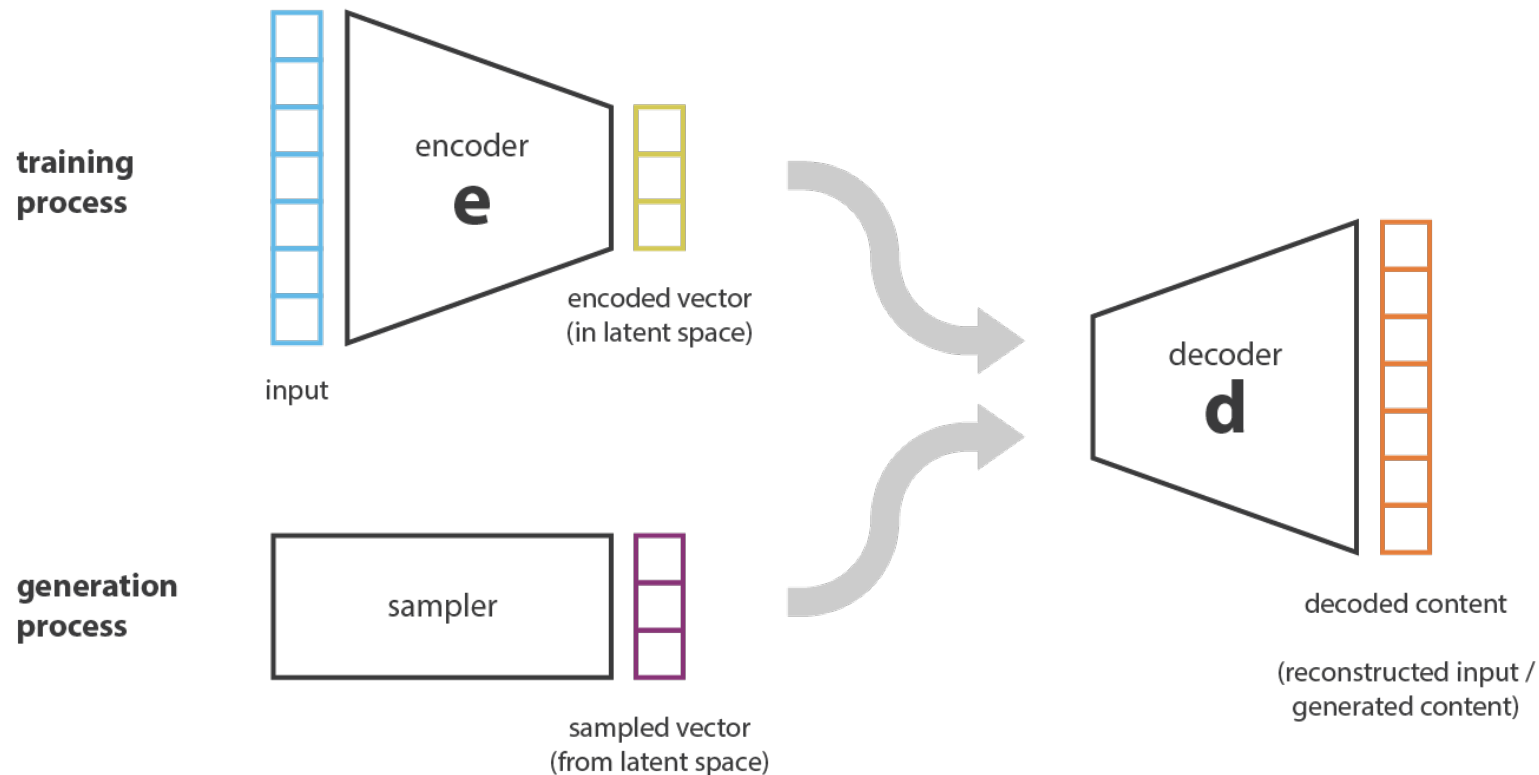 training
process
encoder
e
encoded vector
(in latent space)
input
decoder
d
generation
process
sampler
sampled vector
(from latent space)
decoded content
(reconstructed input /
generated content)